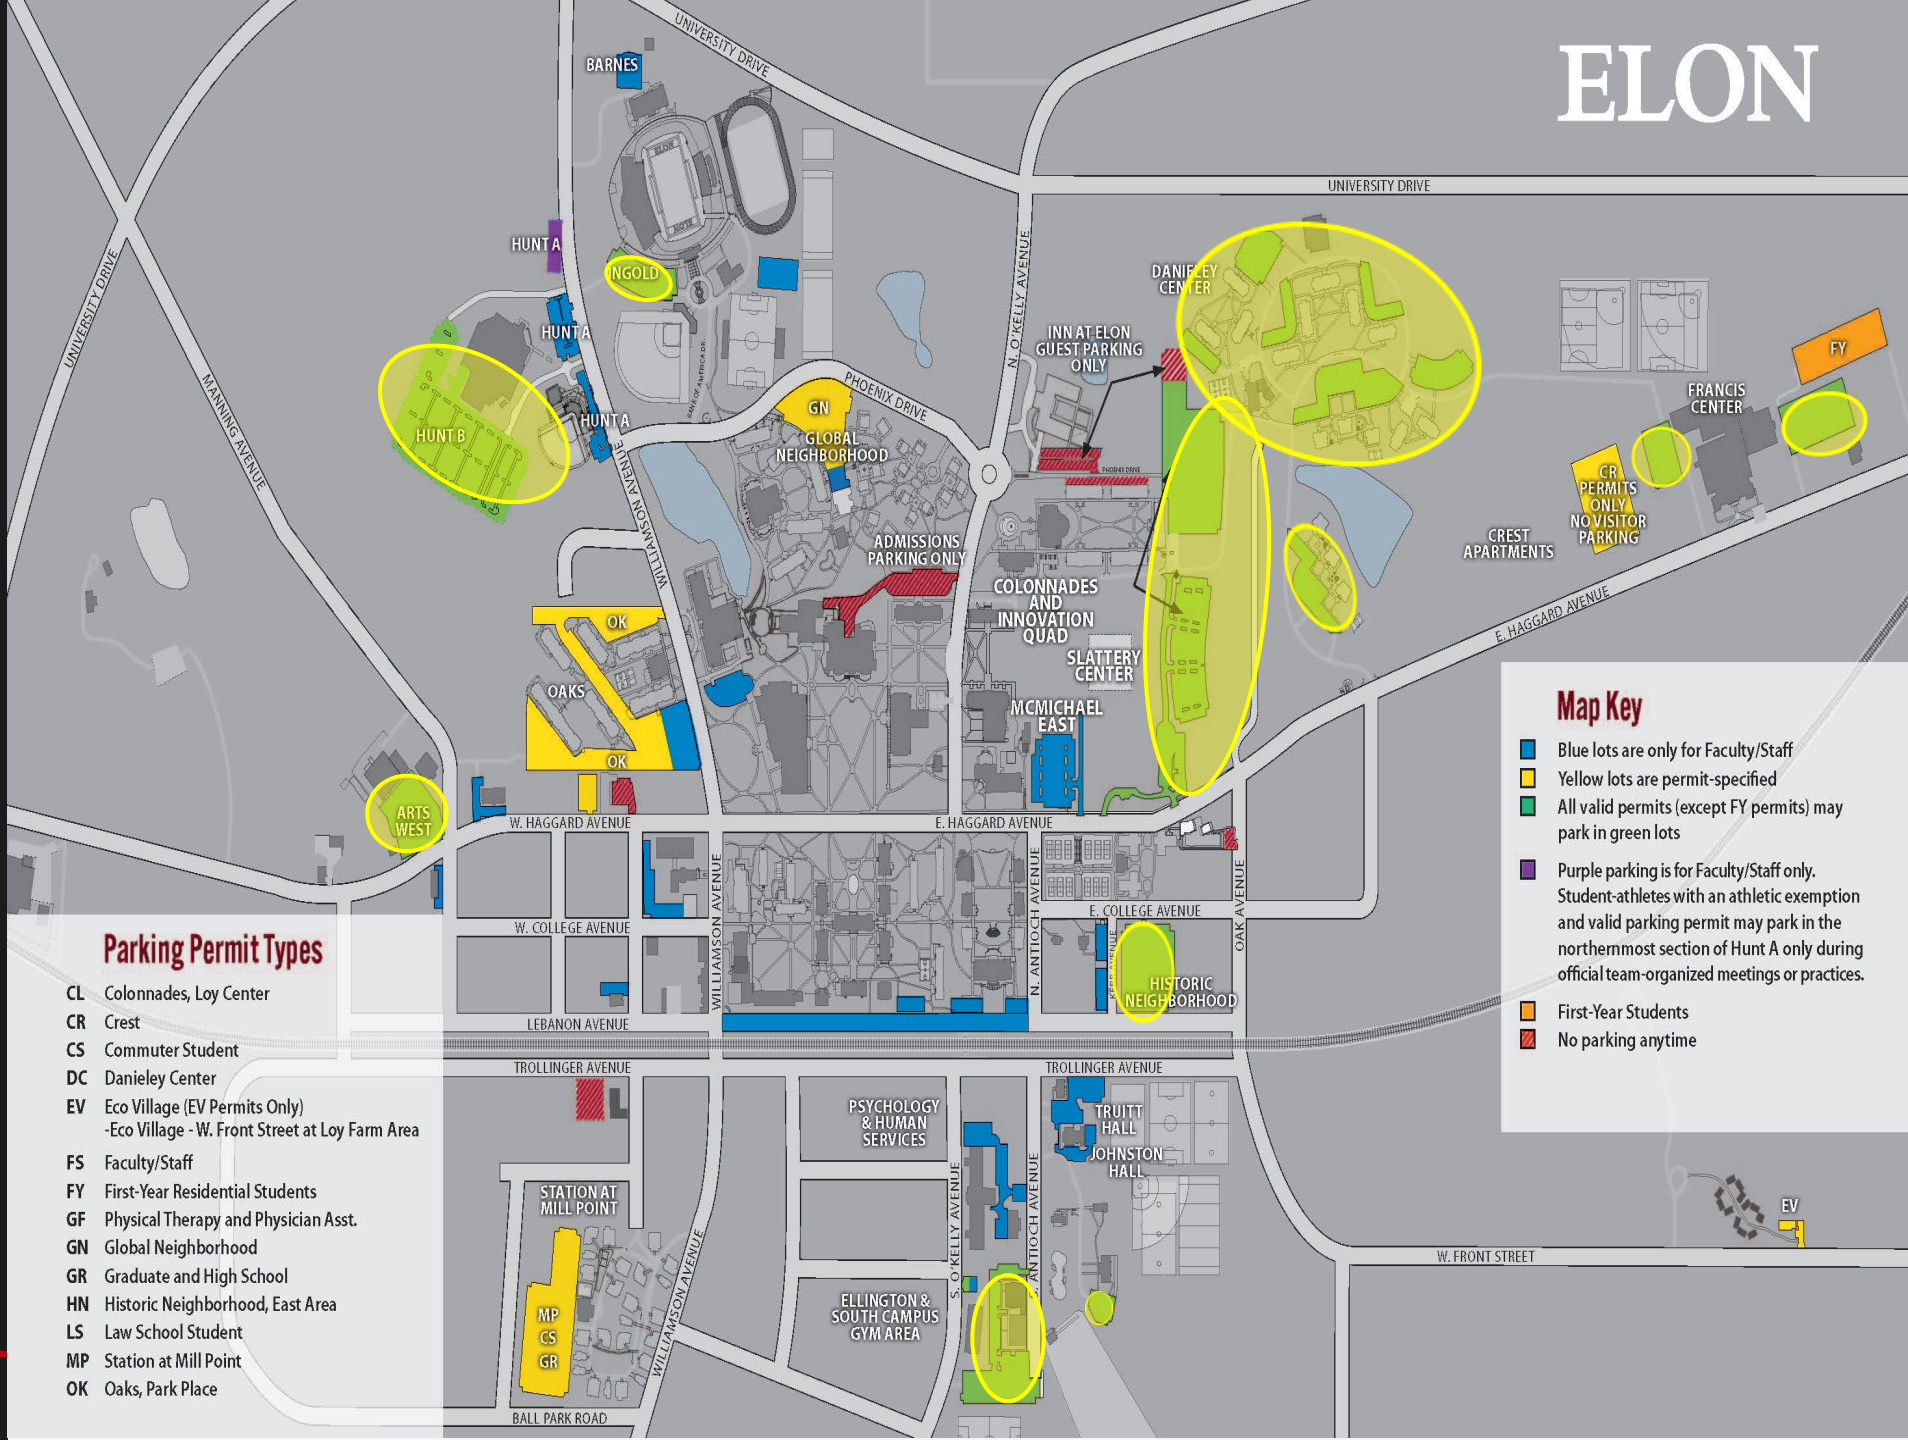 ELON
UNIVERSITY DRIVE
BARNES
UNIVERSITY DRIVE
ELON
ELON
HUNT A
INGOLD
N. O'KELLY AVENUE
DANIELEY
CENTER
UNIVERSITY DRIVE
HUNT A
INN AT ELON
GUEST PARKING
ONLY
FY
MANNING AVENUE
BANK OF AMERICA DR.
PHOENIX DRIVE
FRANCIS
CENTER
GN
HUNT A
HUNT B
GLOBAL
NEIGHBORHOOD
PHOENIX DRIVE
WILLIAMSON AVENUE
CR
PERMITS
ONLY
NO VISITOR
PARKING
CREST
APARTMENTS
ADMISSIONS
PARKING ONLY
COLONNADES
AND
INNOVATION
QUAD
E. HAGGARD AVENUE
OK
SLATTERY
CENTER
OAKS
MCMICHAEL
EAST
OK
ARTS
WEST
W. HAGGARD AVENUE
E. HAGGARD AVENUE
WILLIAMSON AVENUE
N. ANTIOCH AVENUE
OAK AVENUE
E. COLLEGE AVENUE
W. COLLEGE AVENUE
KERR AVENUE
HISTORIC
NEIGHBORHOOD
LEBANON AVENUE
TROLLINGER AVENUE
TROLLINGER AVENUE
PSYCHOLOGY
& HUMAN
SERVICES
TRUITT
HALL
JOHNSTON
HALL
STATION AT
MILL POINT
S. O'KELLY AVENUE
S. ANTIOCH AVENUE
WILLIAMSON AVENUE
EV
W. FRONT STREET
ELLINGTON &
SOUTH CAMPUS
GYM AREA
MP
CS
GR
BALL PARK ROAD
Map Key
Blue lots are only for Faculty/Staff
Yellow lots are permit-specified
All valid permits (except FY permits) may
park in green lots
Purple parking is for Faculty/Staff only.
Student-athletes with an athletic exemption
and valid parking permit may park in the
northernmost section of Hunt A only during
official team-organized meetings or practices.
First-Year Students
No parking anytime
Parking Permit Types
CL Colonnades, Loy Center
CR Crest
CS Commuter Student
DC Danieley Center
EV Eco Village (EV Permits Only)
-Eco Village - W. Front Street at Loy Farm Area
FS Faculty/Staff
FY First-Year Residential Students
GF Physical Therapy and Physician Asst.
GN Global Neighborhood
GR Graduate and High School
HN Historic Neighborhood, East Area
LS Law School Student
MP Station at Mill Point
OK Oaks, Park Place